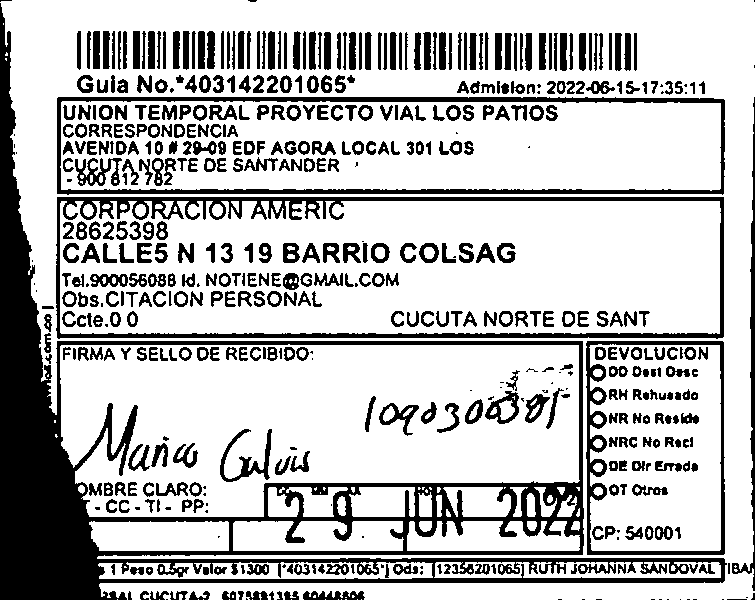 Guia No.*403142201065*
Admision: 2022-06-15-17:35:11
UNION TEMPORAL PROYECTO VIAL LOS PATIOS
CORRESPONDENCIA
AVENIDA 10 # 29-09 EDF AGORA LOCAL 301 LOS
CUCUTA NORTE DE SANTANDER
- 900 612 782
CORPORACION AMERIC
28625398
CALLE5 N 13 19 BARRIO COLSAG
Tel.900056088 Id. NOTIENE@GMAIL.COM
Obs.CITACION PERSONAL
Ccte.0 0 CUCUTA NORTE DE SANT
FIRMA Y SELLO DE RECIBIDO:
1090300381
Galvis
OMBRE CLARO:
- CC - TI - PP:
29 JUN 2022
DEVOLUCION
DD Dest Desc
RH Rehusado
NR No Reside
NRC No Recl
DE Dir Errada
OT Otros
CP: 540001
1 Peso 0.5gr Valor $1300 [*403142201065*] Ods: [12356201065] RUTH JOHANNA SANDOVAL TIBA
CUCUTA-2